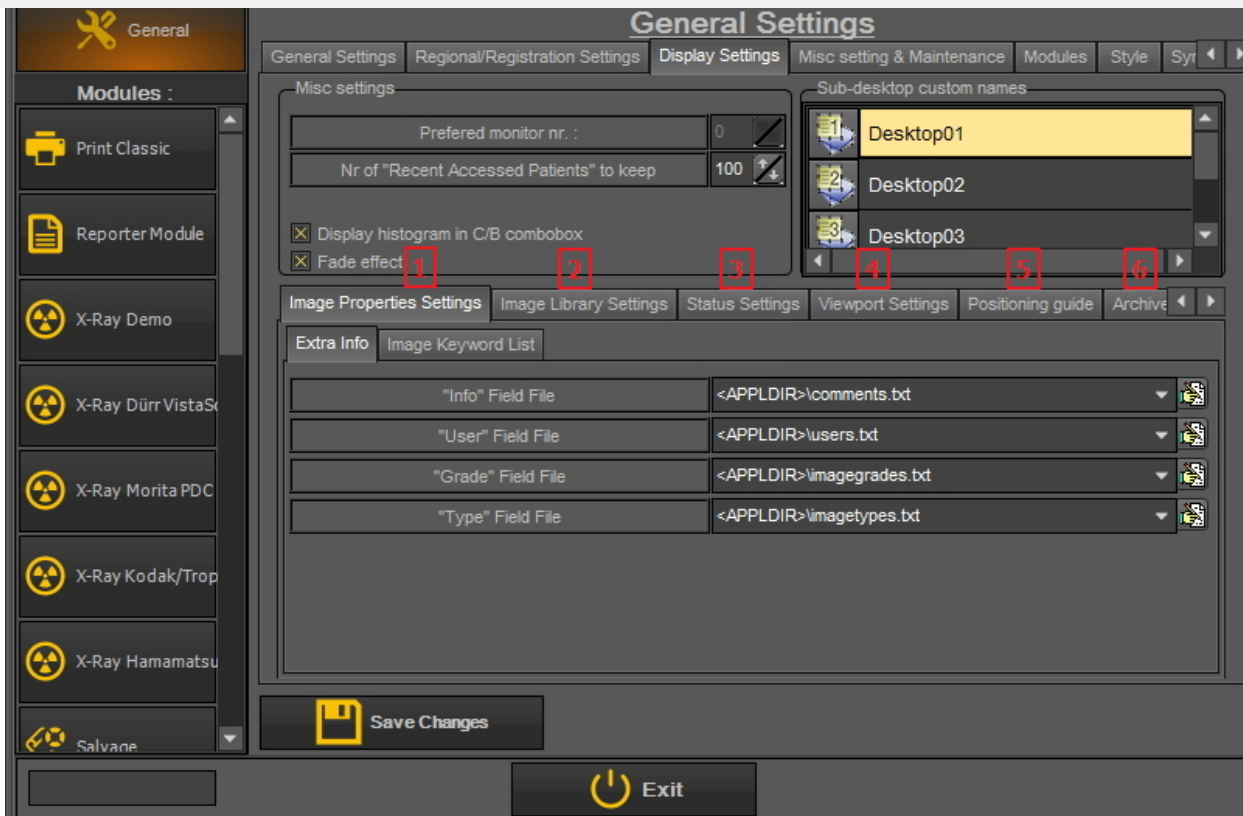 General
General Settings
General Settings Regional/Registration Settings Display Settings Misc setting & Maintenance Modules Style Syr
Modules :
Print Classic
Reporter Module
X-Ray Demo
X-Ray Dürr VistaSc
X-Ray Morita PDC
X-Ray Kodak/Trop
X-Ray Hamamatsu
Salvage
Misc settings
Prefered monitor nr. : 0
Nr of "Recent Accessed Patients" to keep 100
Display histogram in C/B combobox
Fade effect
Sub-desktop custom names
1 Desktop01
2 Desktop02
3 Desktop03
1 2 3 4 5 6
Image Properties Settings Image Library Settings Status Settings Viewport Settings Positioning guide Archive
Extra Info Image Keyword List
"Info" Field File <APPLDIR>\comments.txt
"User" Field File <APPLDIR>\users.txt
"Grade" Field File <APPLDIR>\imagegrades.txt
"Type" Field File <APPLDIR>\imagetypes.txt
Save Changes
Exit